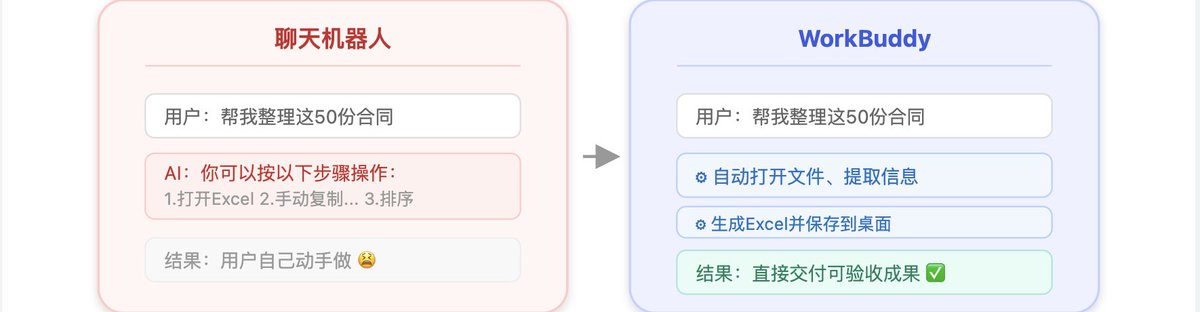 聊天机器人
用户：帮我整理这50份合同
AI：你可以按以下步骤操作：
1.打开Excel 2.手动复制... 3.排序
结果：用户自己动手做 😫
WorkBuddy
用户：帮我整理这50份合同
⚙ 自动打开文件、提取信息
⚙ 生成Excel并保存到桌面
结果：直接交付可验收成果 ✅